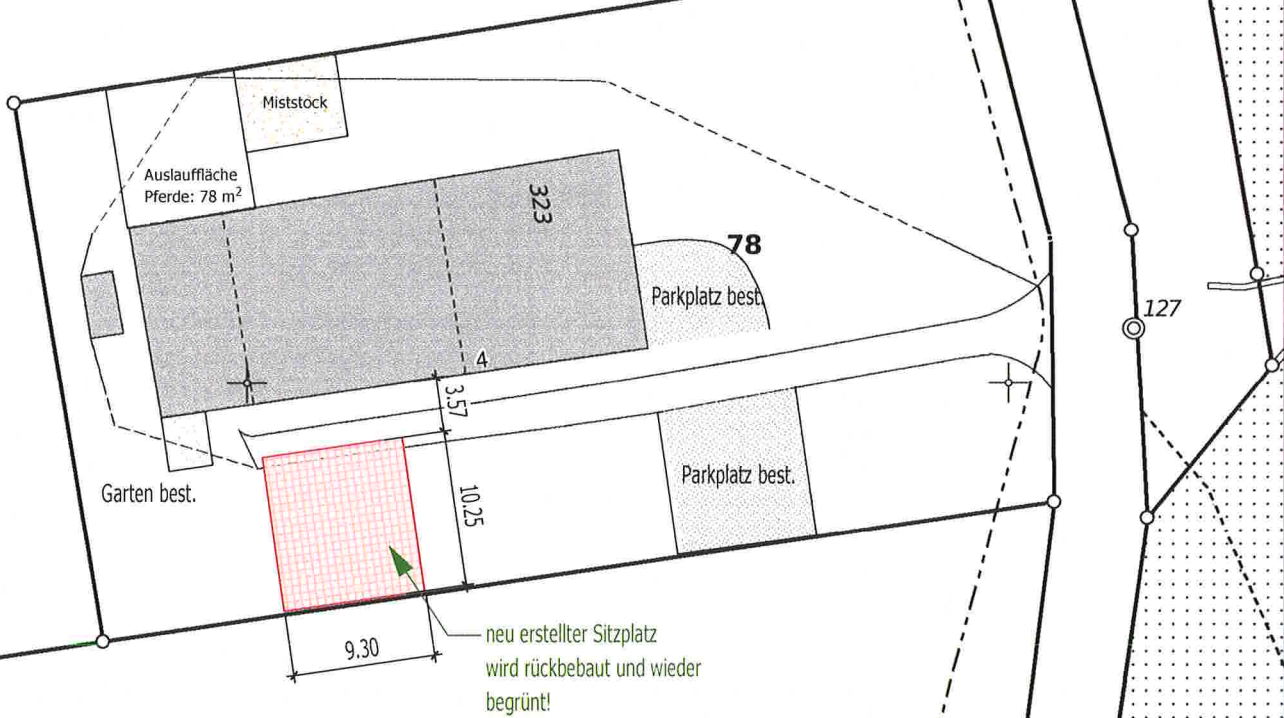 Miststock
Auslauffläche
Pferde: 78 m²
323
78
Parkplatz best.
127
4
3.57
Garten best.
10.25
Parkplatz best.
9.30
neu erstellter Sitzplatz
wird rückbebaut und wieder
begrünt!